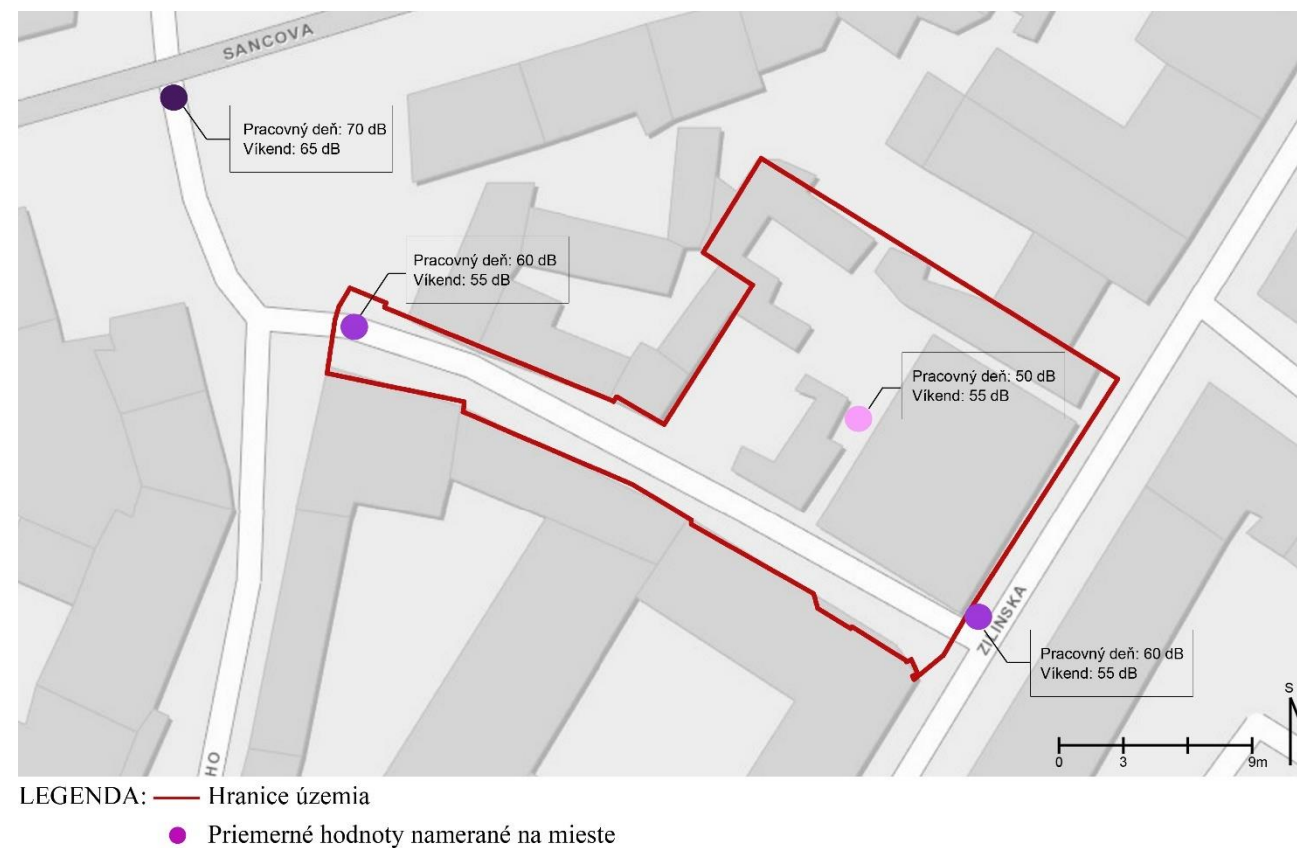 SANCOVA
Pracovný deň: 70 dB
Víkend: 65 dB
Pracovný deň: 60 dB
Víkend: 55 dB
Pracovný deň: 50 dB
Víkend: 55 dB
ZILINSKA
Pracovný deň: 60 dB
Víkend: 55 dB
S
0 3 9m
HO
LEGENDA: Hranice územia
Priemerné hodnoty namerané na mieste